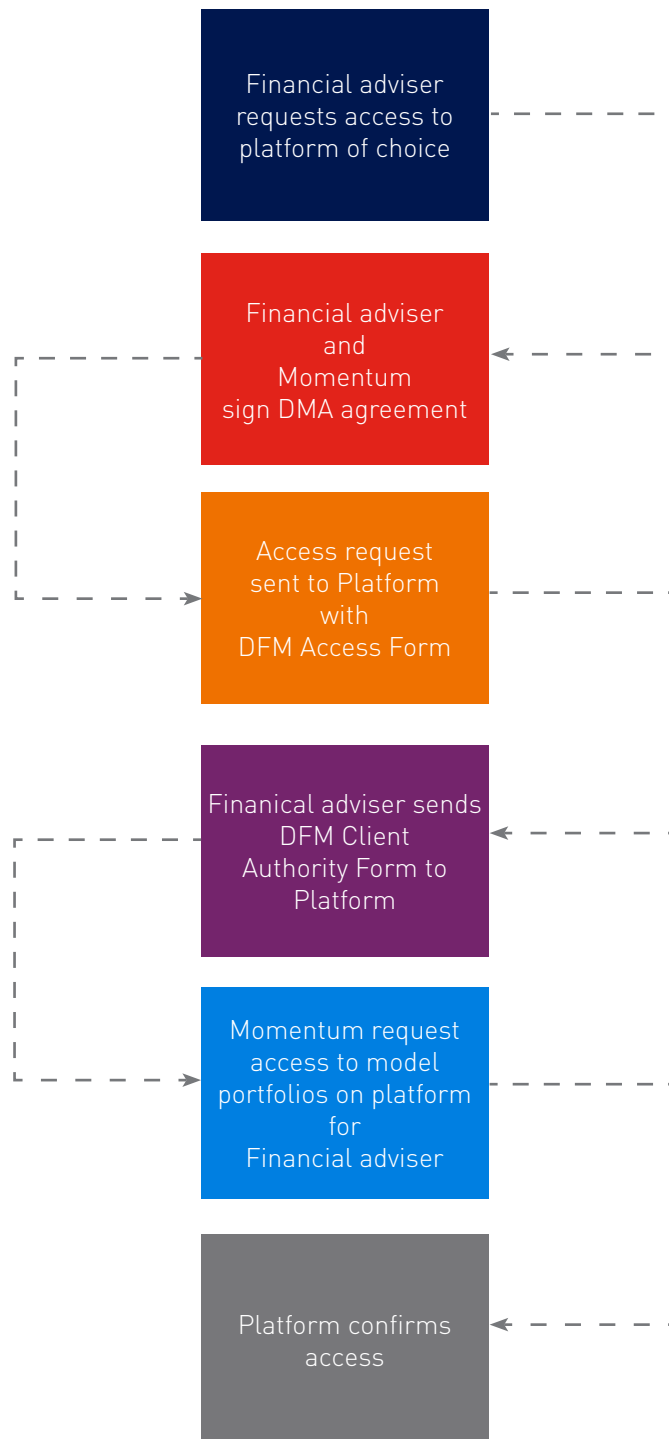 Financial adviser
requests access to
platform of choice
Financial adviser
and
Momentum
sign DMA agreement
Access request
sent to Platform
with
DFM Access Form
Finanical adviser sends
DFM Client
Authority Form to
Platform
Momentum request
access to model
portfolios on platform
for
Financial adviser
Platform confirms
access